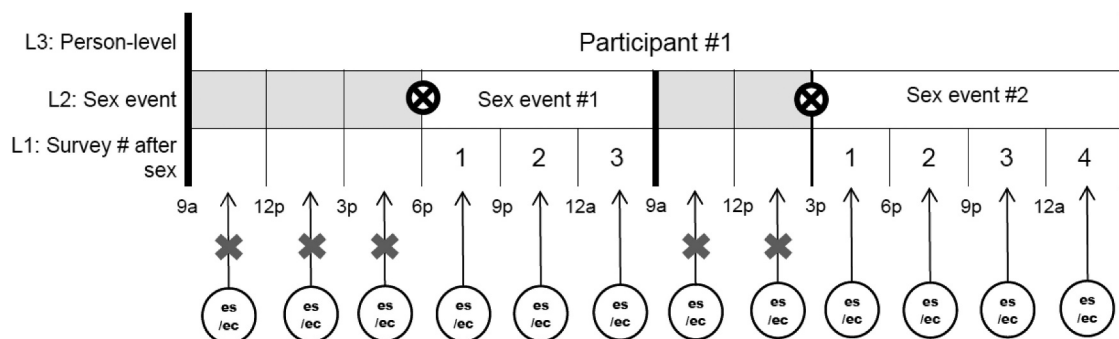 L3: Person-level
Participant #1
L2: Sex event
Sex event #1
Sex event #2
L1: Survey # after
sex
1 2 3 1 2 3 4
9a 12p 3p 6p 9p 12a 9a 12p 3p 6p 9p 12a
es es es es es es es es es es es es
/ec /ec /ec /ec /ec /ec /ec /ec /ec /ec /ec /ec